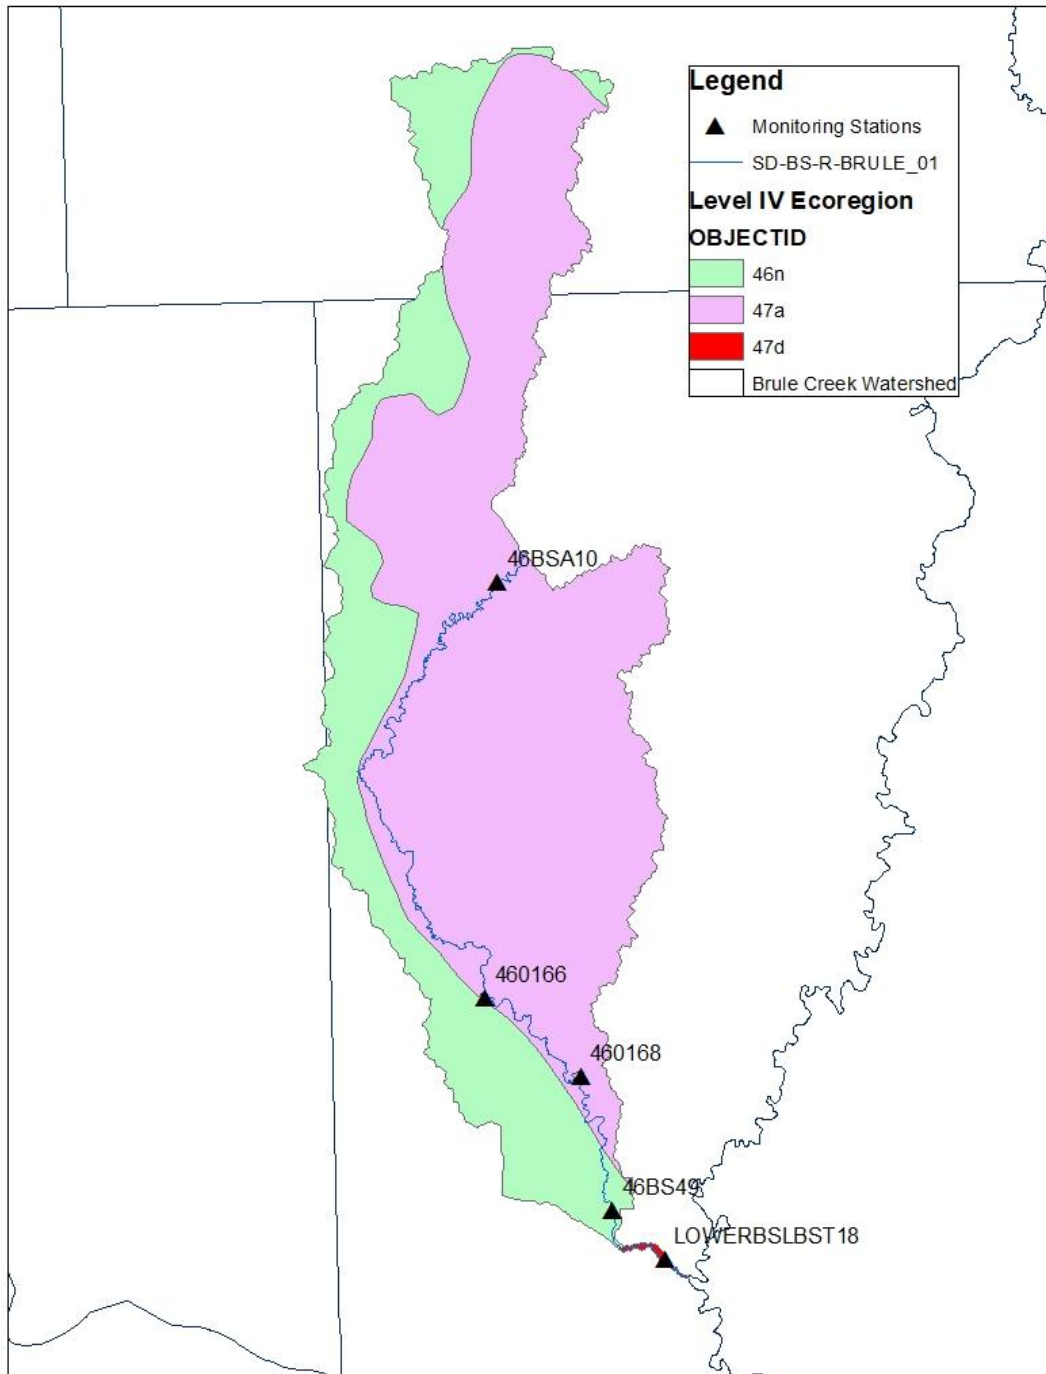 Legend
Monitoring Stations
SD-BS-R-BRULE_01
Level IV Ecoregion
OBJECTID
46n
47a
47d
Brule Creek Watershed
46BSA10
460166
460168
46BS49
LOWERBSLBST18